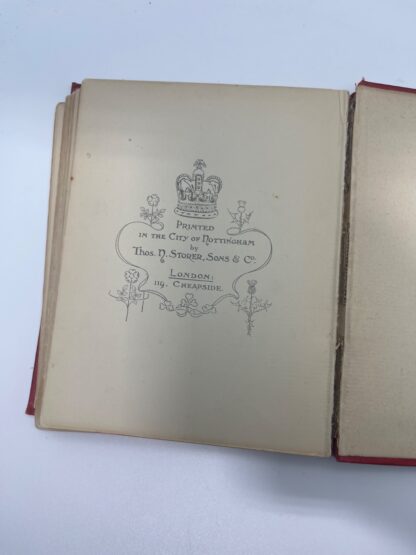 Printed
in the City of Nottingham
by
Thos. N. Storer, Sons & Co.
London:
119, Cheapside.